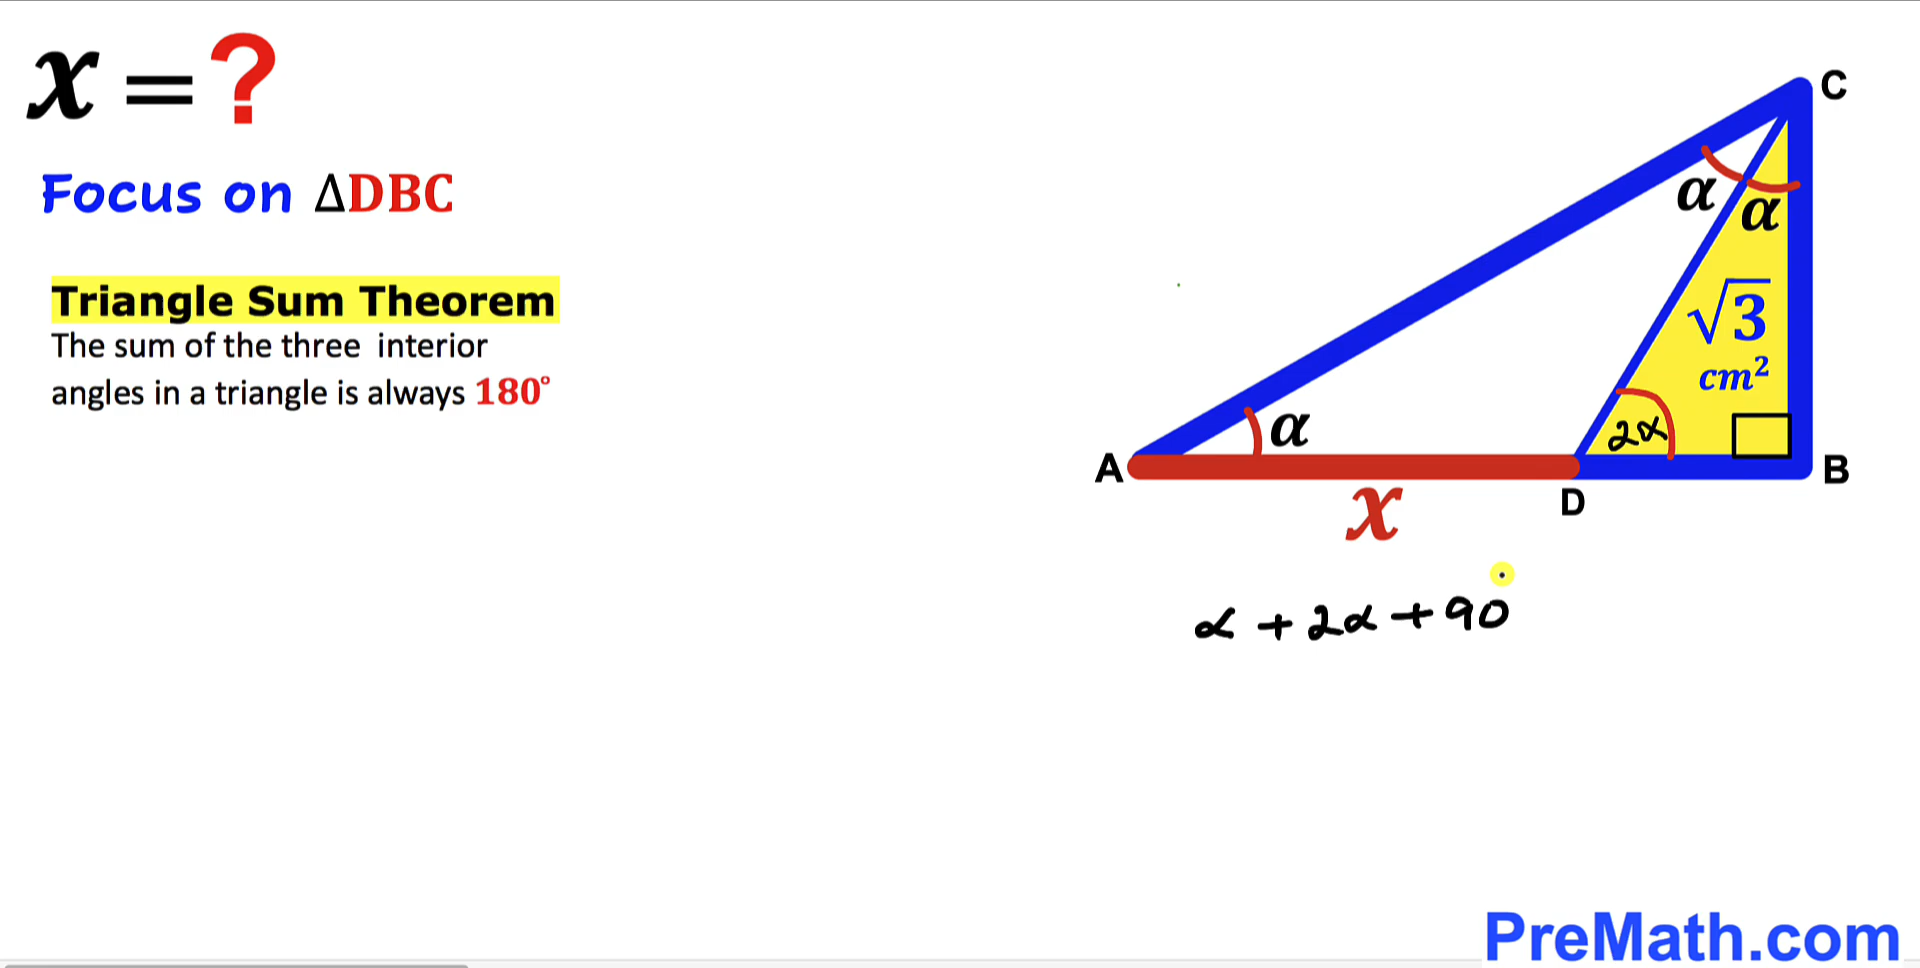 x = ?
Focus on ΔDBC
Triangle Sum Theorem
The sum of the three interior
angles in a triangle is always 180°
C
α
α
√3
cm²
α
2α
A
B
x
D
α + 2α + 90
PreMath.com